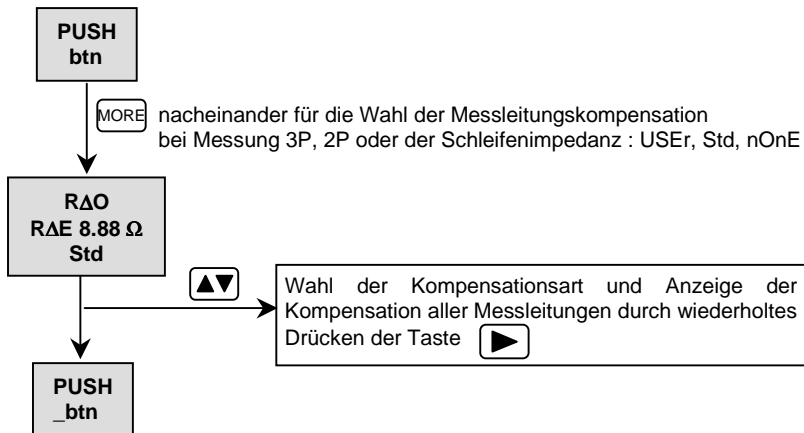 PUSH
btn
MORE nacheinander für die Wahl der Messleitungskompensation
bei Messung 3P, 2P oder der Schleifenimpedanz : USEr, Std, nOnE
RΔO
RΔE 8.88 Ω
Std
▲▼
Wahl der Kompensationsart und Anzeige der
Kompensation aller Messleitungen durch wiederholtes
Drücken der Taste ►
PUSH
_btn